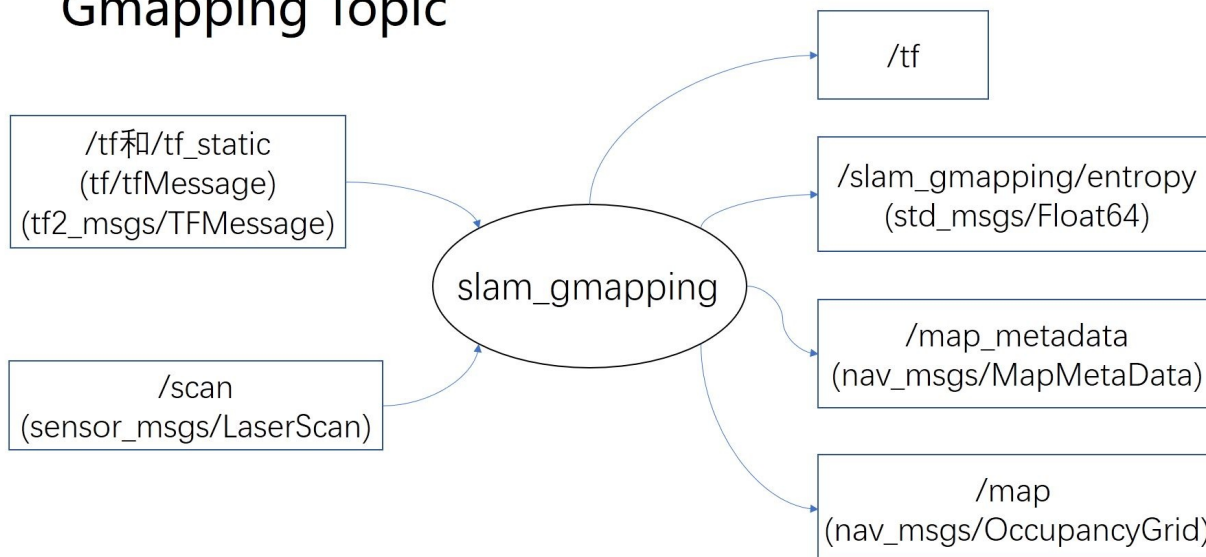 Gmapping Topic
/tf和/tf_static
(tf/tfMessage)
(tf2_msgs/TFMessage)
/scan
(sensor_msgs/LaserScan)
slam_gmapping
/tf
/slam_gmapping/entropy
(std_msgs/Float64)
/map_metadata
(nav_msgs/MapMetaData)
/map
(nav_msgs/OccupancyGrid)